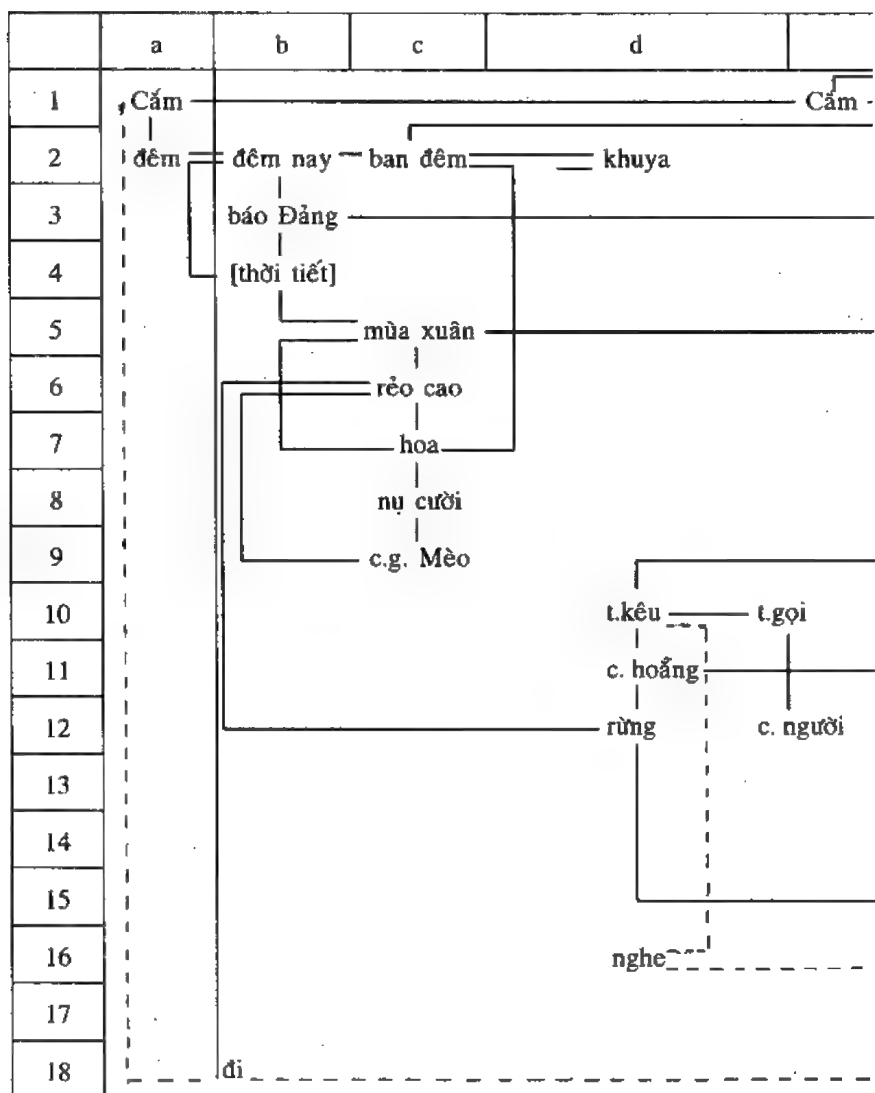 a b c d
1 Cấm Cấm
2 đêm đêm nay ban đêm khuya
3 báo Đảng
4 [thời tiết]
5 mùa xuân
6 rẻo cao
7 hoa
8 nụ cười
9 c.g. Mèo
10 t.kêu t.gọi
11 c. hoẵng
12 rừng c. người
13
14
15
16 nghe
17
18 đi